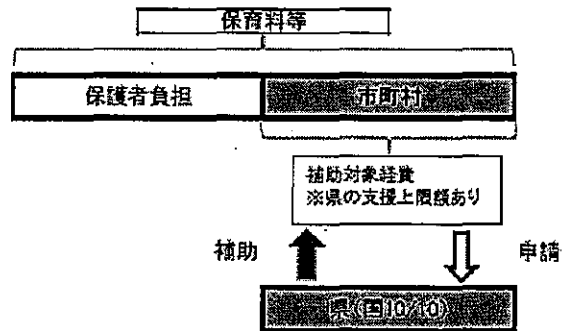 保育料等
保護者負担
市町村
補助対象経費
※県の支援上限額あり
補助
申請
県(国10/10)